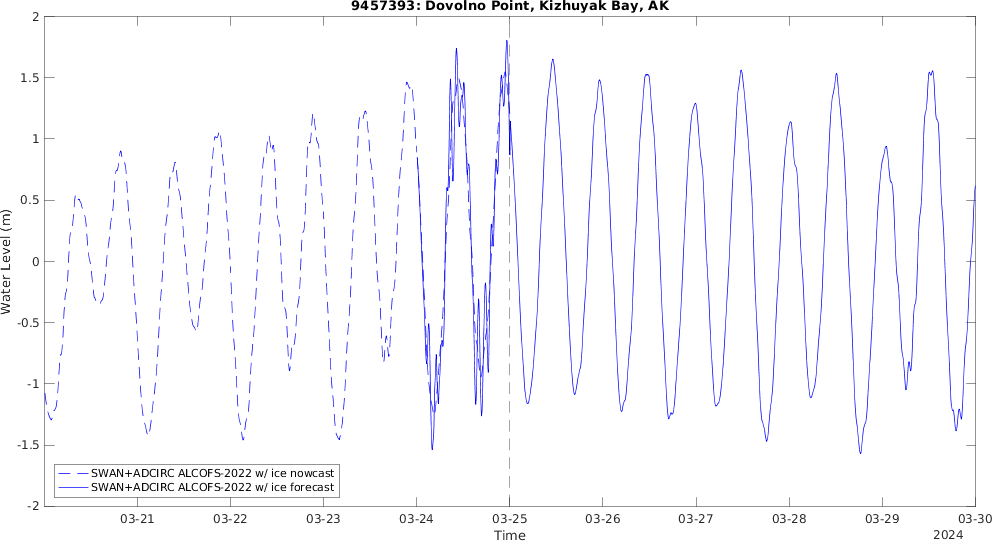 9457393: Dovolno Point, Kizhuyak Bay, AK
2
1.5
1
0.5
0
-0.5
-1
-1.5
-2
Water Level (m)
SWAN+ADCIRC ALCOFS-2022 w/ ice nowcast
SWAN+ADCIRC ALCOFS-2022 w/ ice forecast
03-21 03-22 03-23 03-24 03-25 03-26 03-27 03-28 03-29 03-30
Time
2024